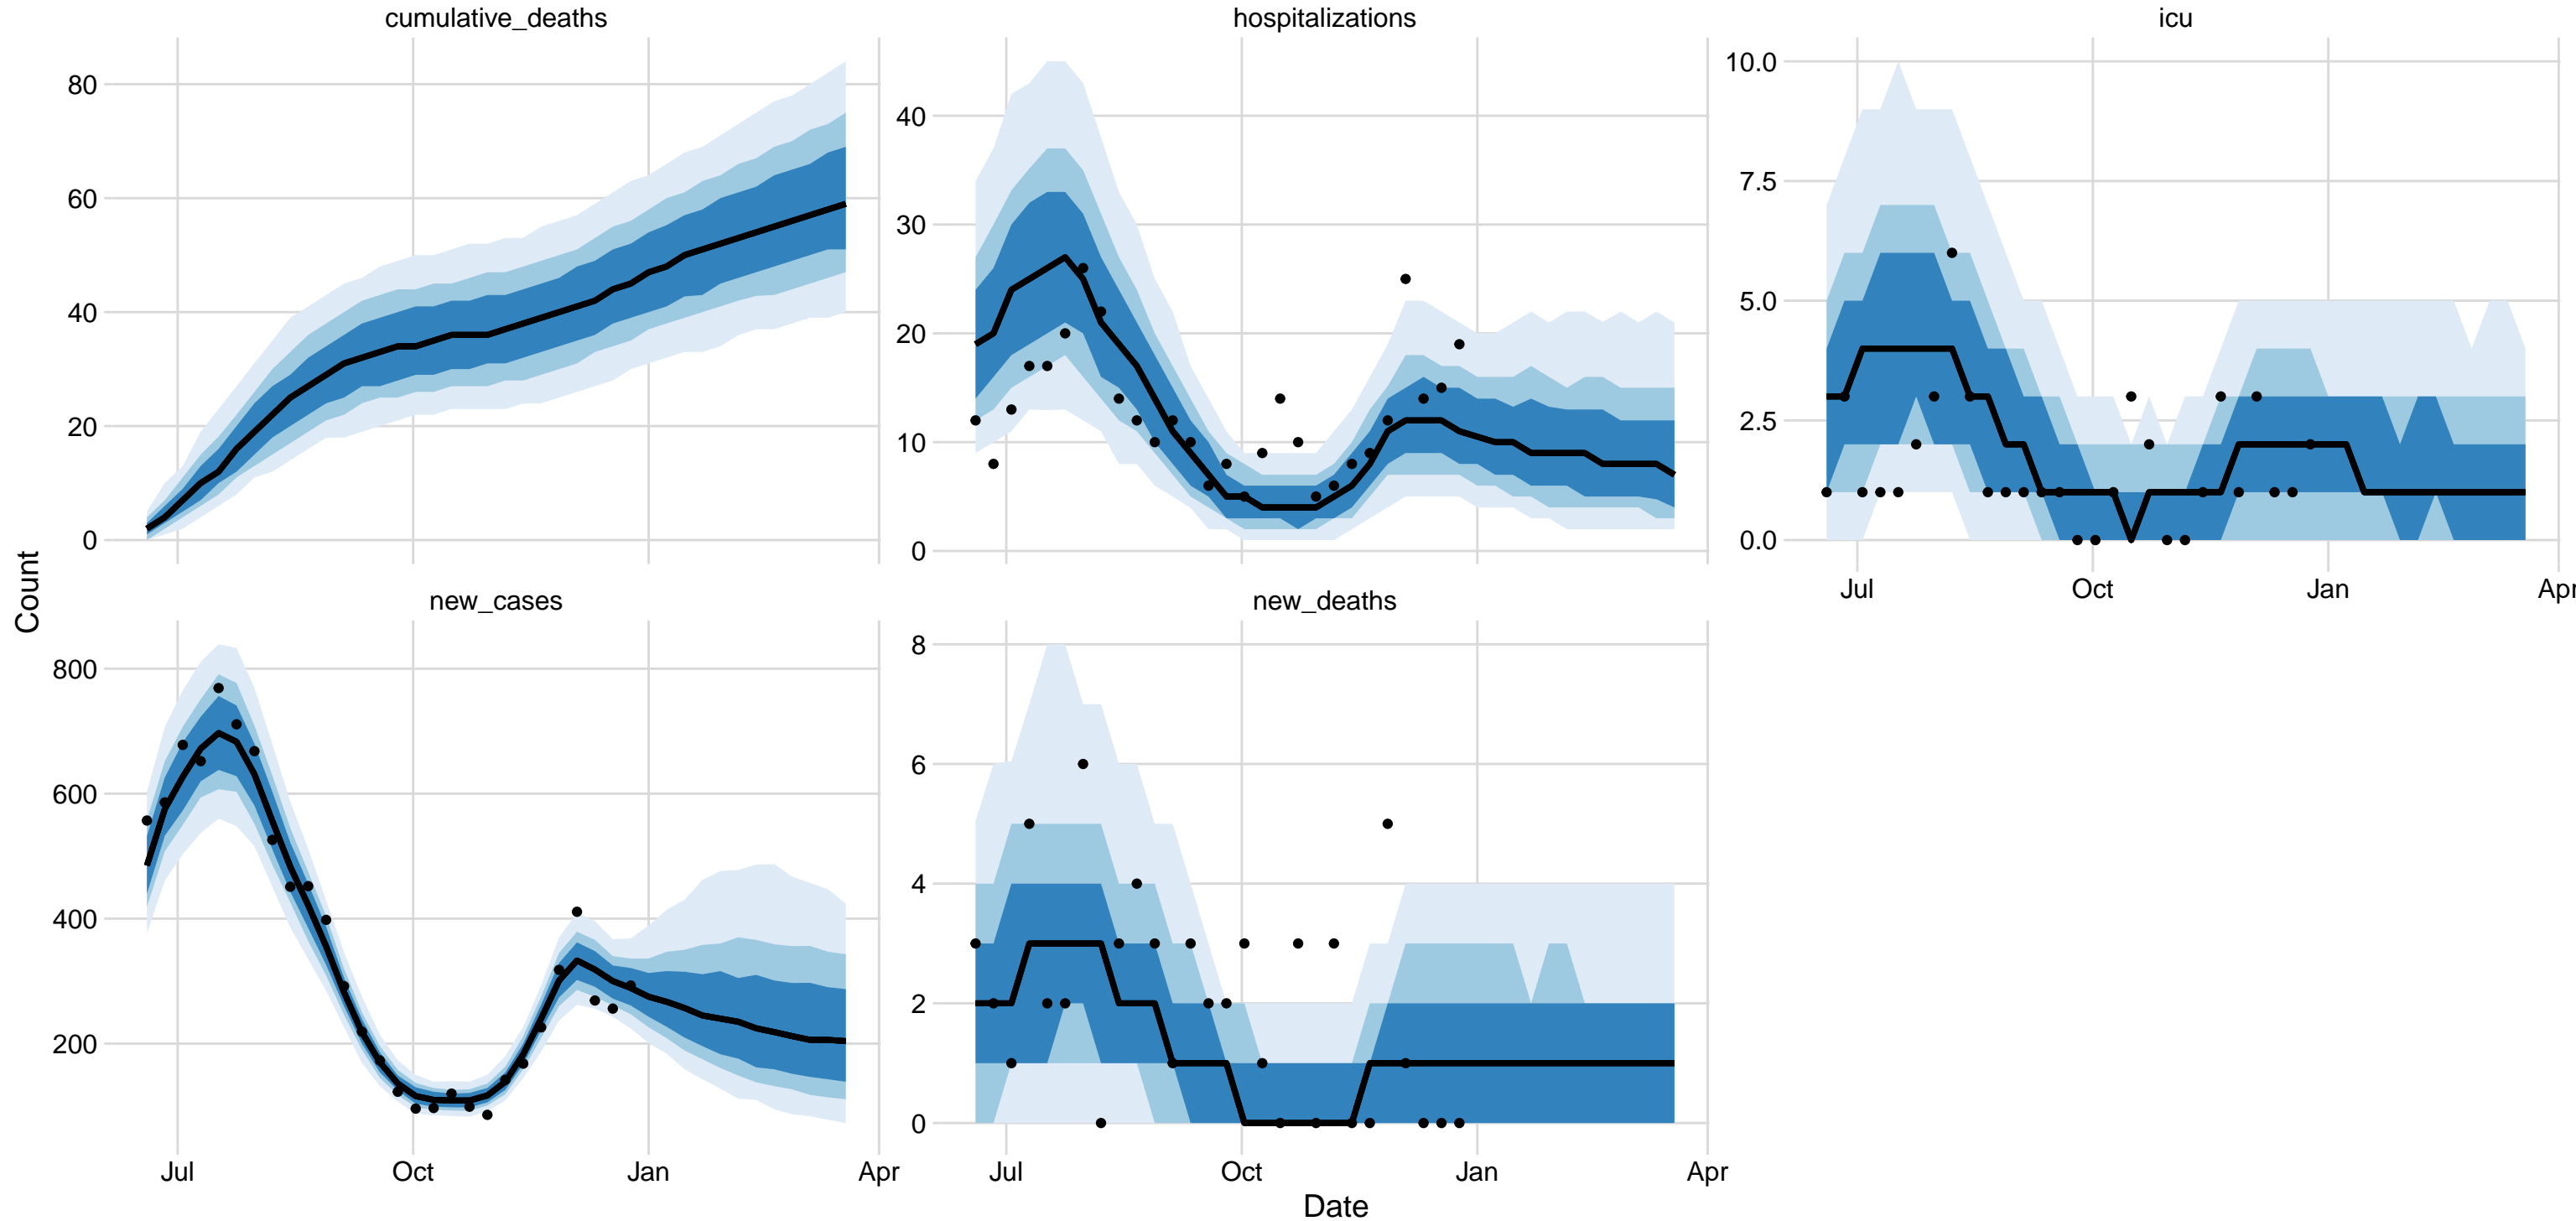 cumulative_deaths
80
60
40
20
0
hospitalizations
40
30
20
10
0
icu
10.0
7.5
5.0
2.5
0.0
Jul Oct Jan Apr
Count
new_cases
800
600
400
200
Jul Oct Jan Apr
new_deaths
8
6
4
2
0
Jul Oct Jan Apr
Date